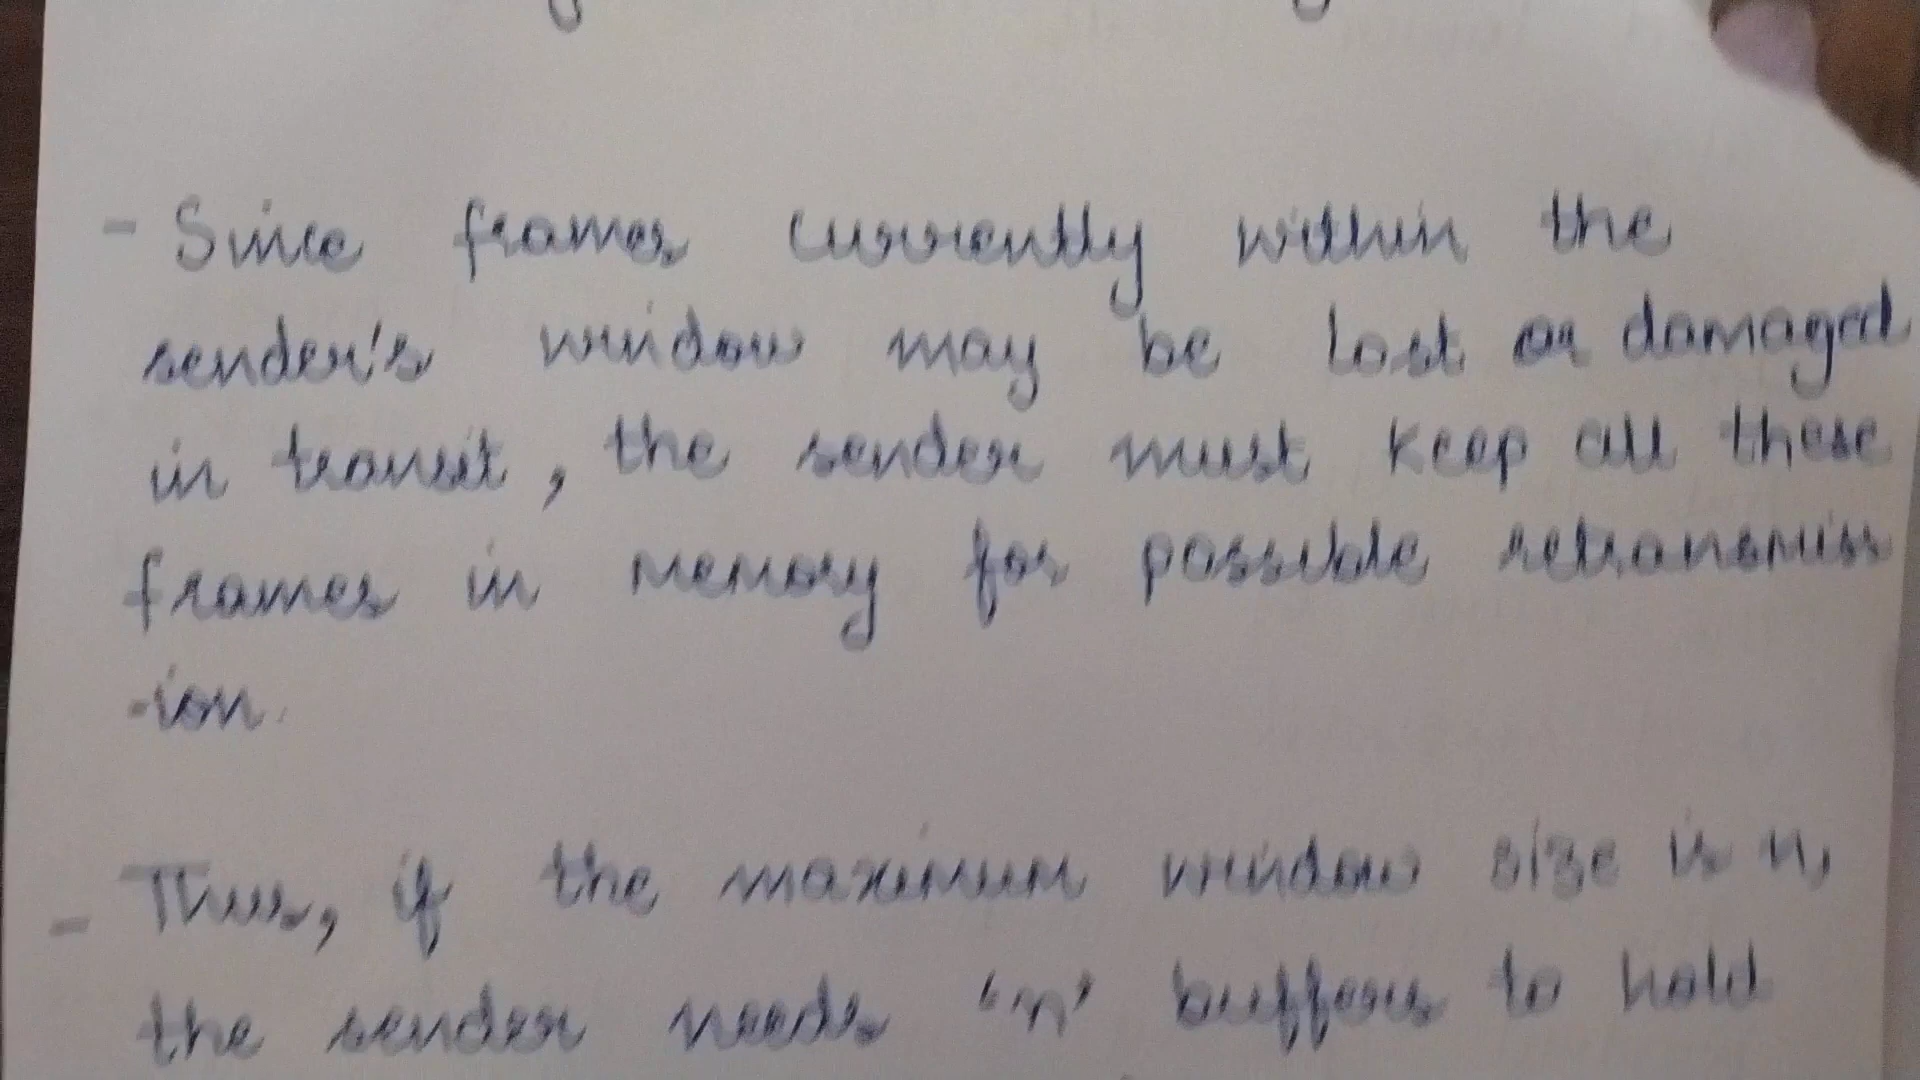 - Since frames currently within the
sender's window may be lost or damaged
in transit, the sender must keep all these
frames in memory for possible retransmiss
-ion.
- Thus, if the maximum window size is n,
the sender needs 'n' buffers to hold